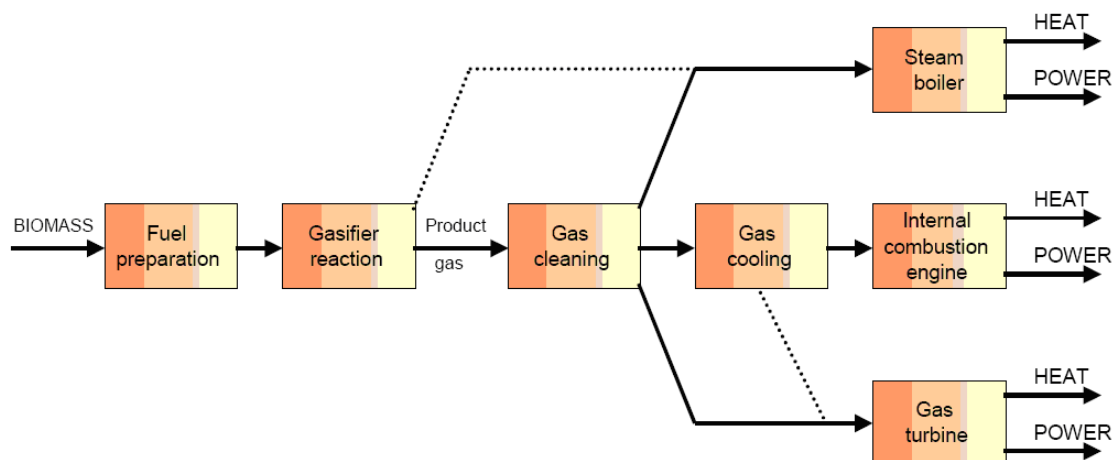 HEAT
Steam
boiler
POWER
BIOMASS
Fuel
preparation
Gasifier
reaction
Product
gas
Gas
cleaning
Gas
cooling
Internal
combustion
engine
HEAT
POWER
Gas
turbine
HEAT
POWER